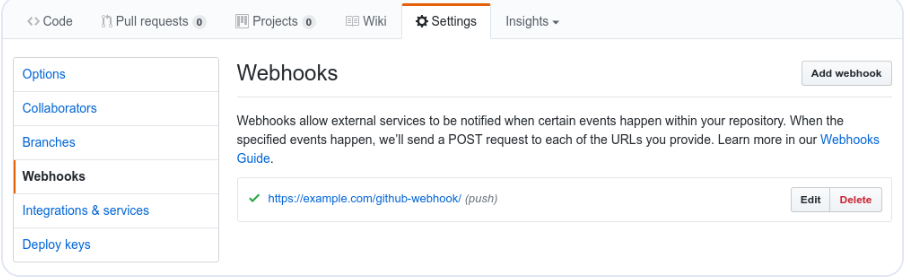 Code Pull requests 0 Projects 0 Wiki Settings Insights
Options
Collaborators
Branches
Webhooks
Integrations & services
Deploy keys
Webhooks
Add webhook
Webhooks allow external services to be notified when certain events happen within your repository. When the
specified events happen, we'll send a POST request to each of the URLs you provide. Learn more in our Webhooks
Guide.
https://example.com/github-webhook/ (push) Edit Delete